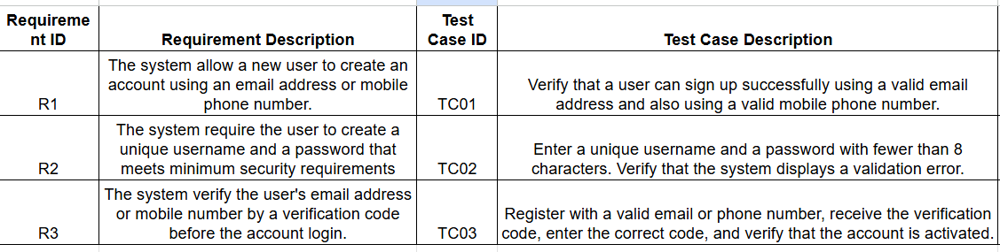 Requireme
nt ID
Requirement Description
Test
Case ID
Test Case Description
R1
The system allow a new user to create an
account using an email address or mobile
phone number.
TC01
Verify that a user can sign up successfully using a valid email
address and also using a valid mobile phone number.
R2
The system require the user to create a
unique username and a password that
meets minimum security requirements
TC02
Enter a unique username and a password with fewer than 8
characters. Verify that the system displays a validation error.
R3
The system verify the user's email address
or mobile number by a verification code
before the account login.
TC03
Register with a valid email or phone number, receive the verification
code, enter the correct code, and verify that the account is activated.